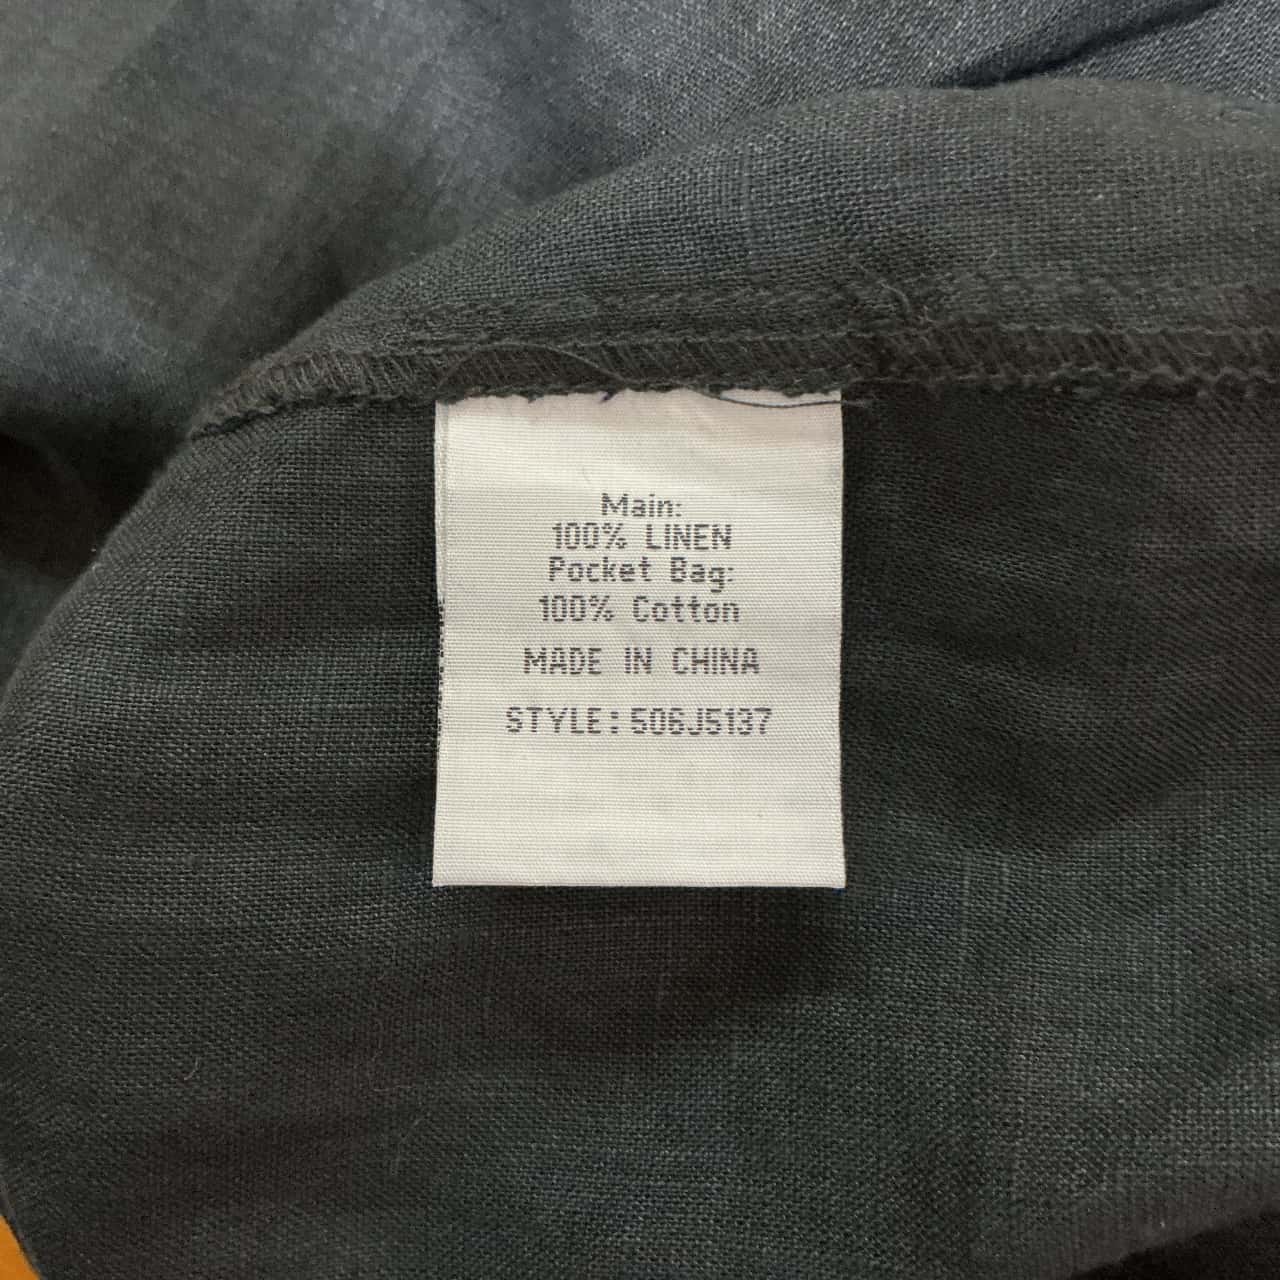 Main:
100% LINEN
Pocket Bag:
100% Cotton
MADE IN CHINA
STYLE: 506J5137